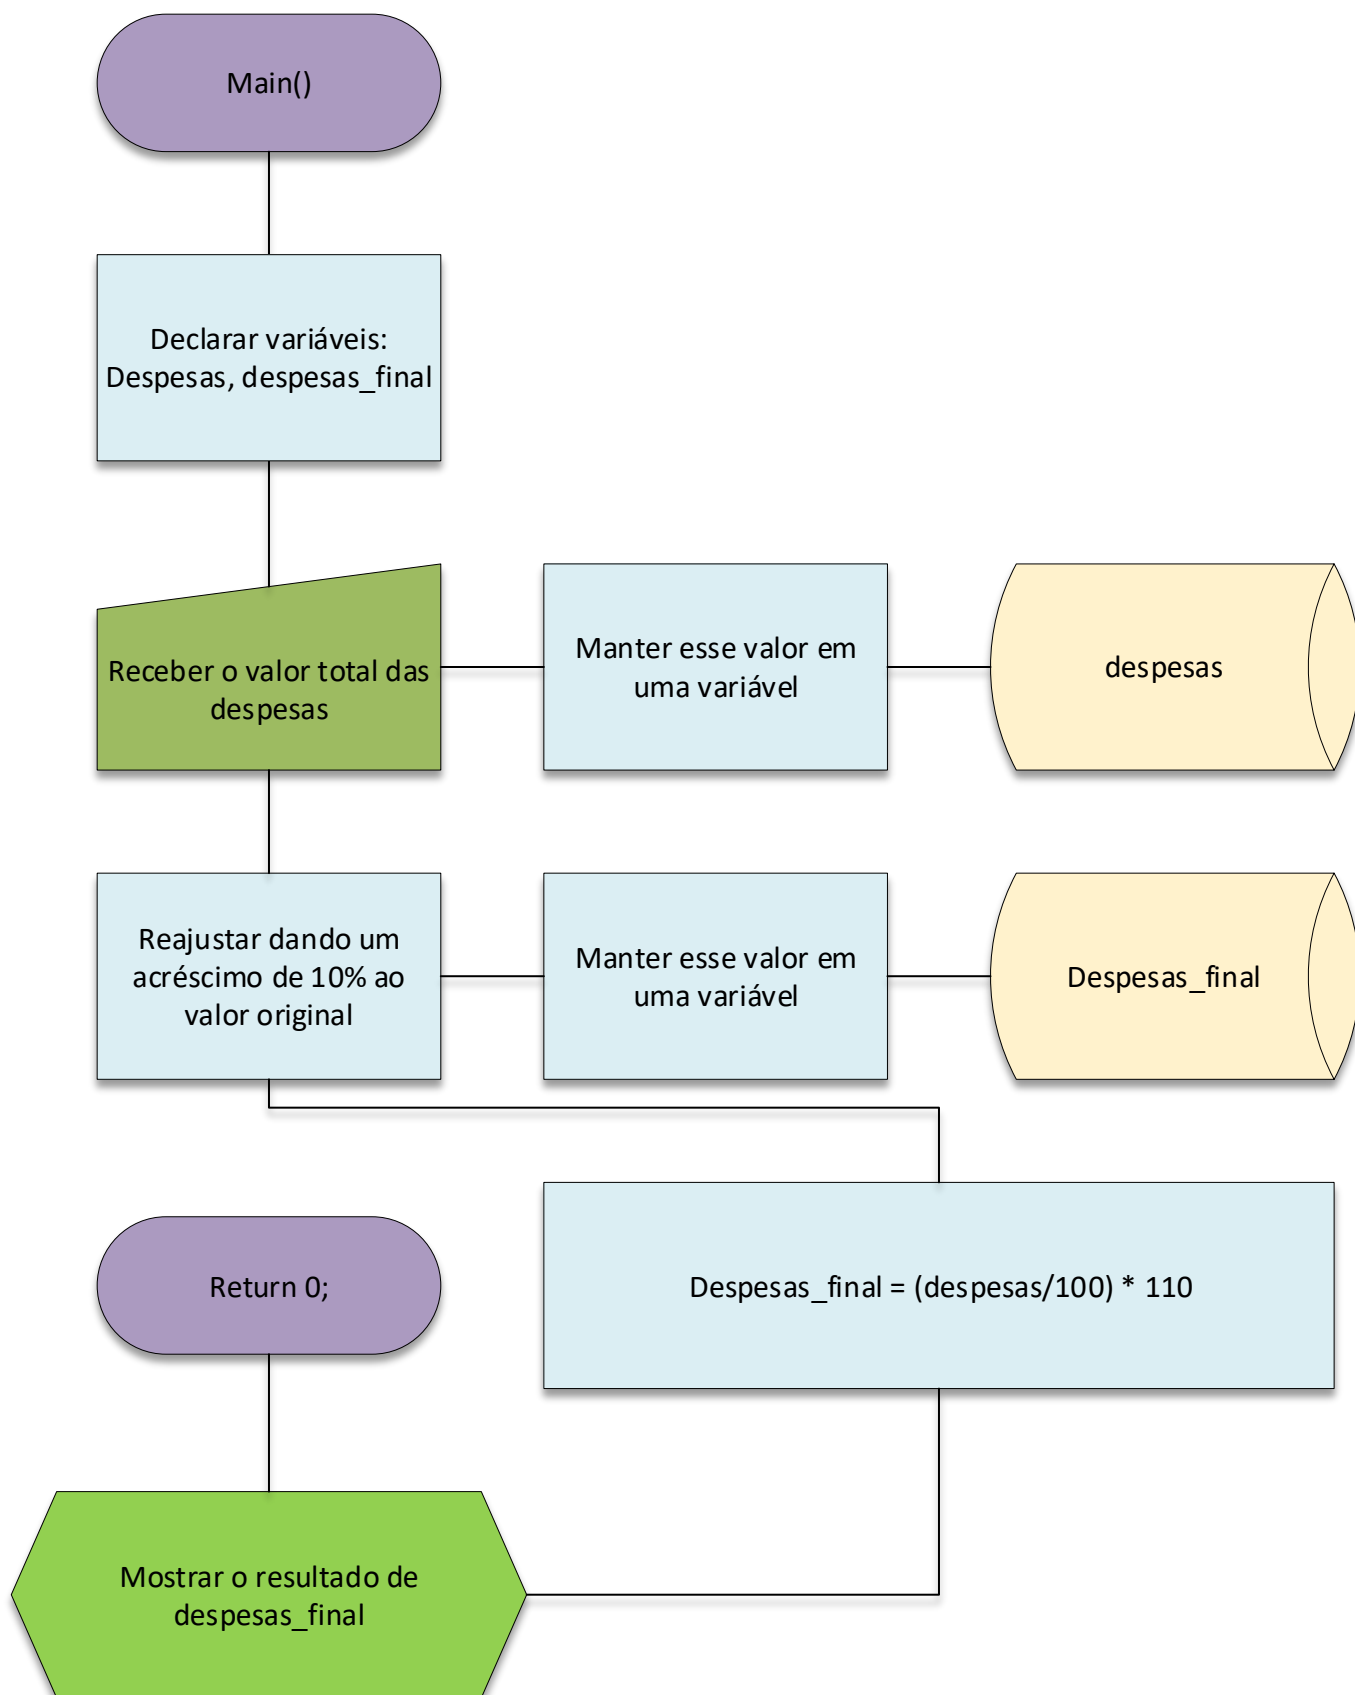 Main()
Declarar variáveis:
Despesas, despesas_final
Receber o valor total das
despesas
Manter esse valor em
uma variável
despesas
Reajustar dando um
acréscimo de 10% ao
valor original
Manter esse valor em
uma variável
Despesas_final
Despesas_final = (despesas/100) * 110
Return 0;
Mostrar o resultado de
despesas_final